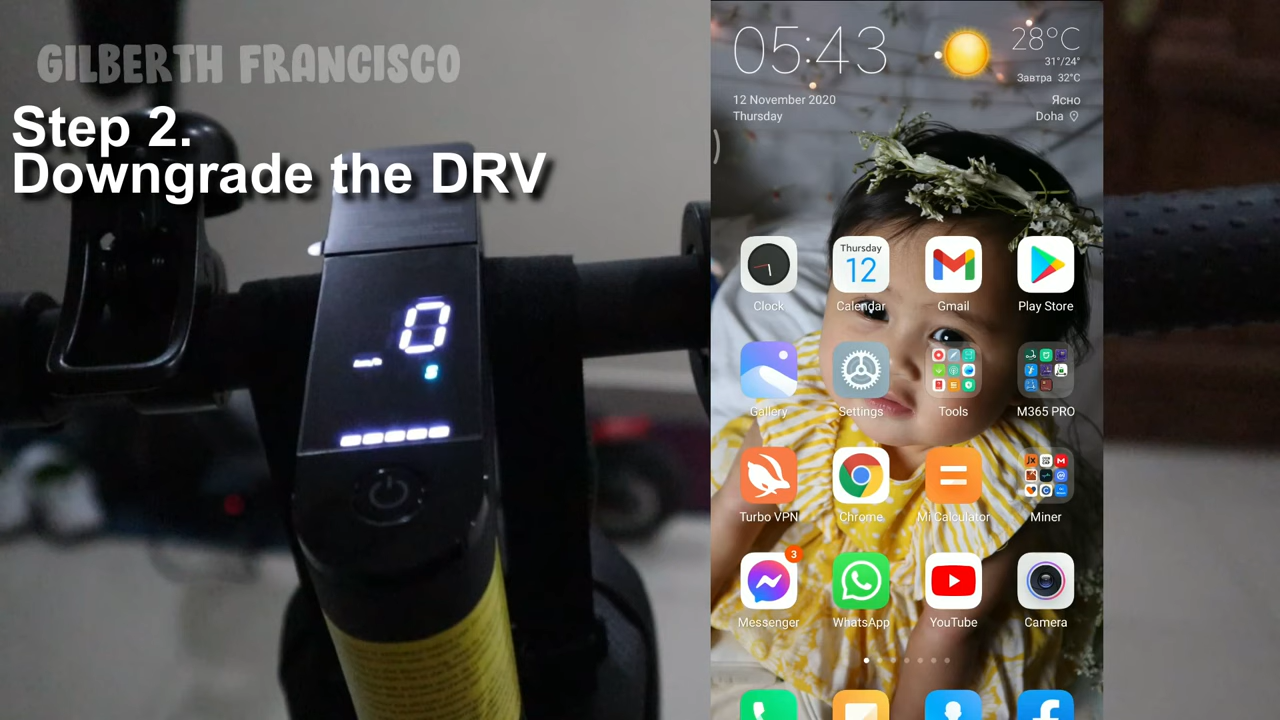 GILBERTH FRANCISCO
Step 2.
Downgrade the DRV
0
km/h
S
05:43
28°C
31°/24°
Завтра 32°C
12 November 2020
Ясно
Thursday
Doha
Thursday
12
Clock
Calendar
Gmail
Play Store
Gallery
Settings
Tools
M365 PRO
Turbo VPN
Chrome
Mi Calculator
Miner
3
Messenger
WhatsApp
YouTube
Camera